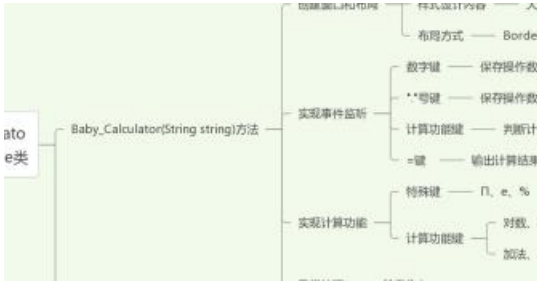 创建窗口和布局
样式设计内容
布局方式
Borde
数字键
保存操作数
"."号键
保存操作数
实现事件监听
计算功能键
判断计
=键
输出计算结果
ato
e类
Baby_Calculator(String string)方法
特殊键
Π、e、%
实现计算功能
计算功能键
对数、
加法、